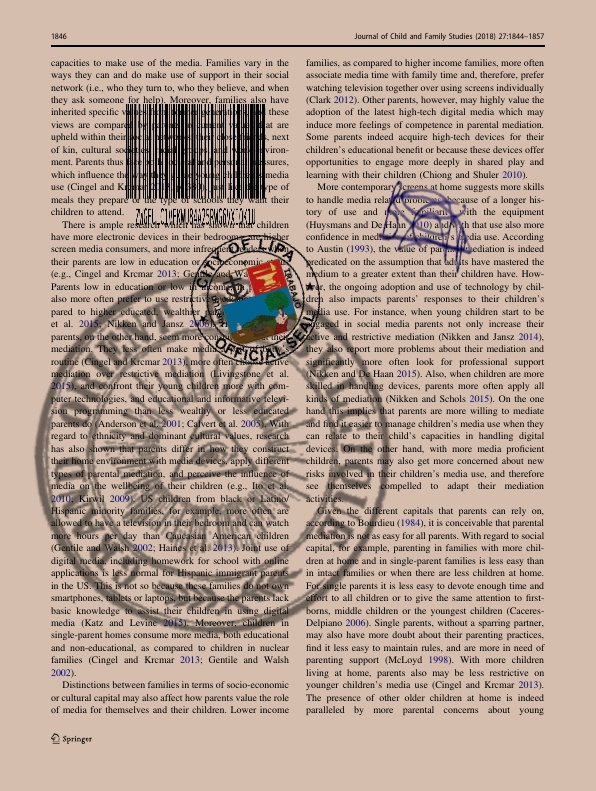 1846
Journal of Child and Family Studies (2018) 27:1844–1857
capacities to make use of the media. Families vary in the
ways they can and do make use of support in their social
network (i.e., who they turn to, who they believe, and when
they ask someone for help). Moreover, families also have
inherited specific
views are compared that are
upheld within their next
of kin, cultural
ment. Parents thus
which influence the way media
use (Cingel and type of
meals they prepare or the type of schools they want their
children to attend.
There is ample research which has shown that children
have more electronic devices in their bedroom, are higher
screen media consumers, and more infrequent when
their parents are low in education or socioeconomic
(e.g., Cingel and Krcmar 2013; Gentile and
Parents low in education or low in income
also more often prefer to use restrictive
pared to higher educated, wealthier
et al. 2015; Nikken and Jansz 2006).
parents, on the other hand, seem more their
mediation. They less often make media
routine (Cingel and Krcmar 2013), more often choose active
mediation over restrictive mediation (Livingstone et al.
2015), and confront their young children more with com-
puter technologies, and educational and informative televi-
sion programming than less wealthy or less educated
parents do (Anderson et al. 2001; Calvert et al. 2005). With
regard to ethnicity and dominant cultural values, research
has also shown that parents differ in how they construct
their home environment with media devices, apply different
types of parental mediation, and perceive the influence of
media on the wellbeing of their children (e.g., Ito et al.
2010; Kirwil 2009). US children from black or Latino/
Hispanic minority families, for example, more often are
allowed to have a television in their bedroom and can watch
more hours per day than Caucasian American children
(Gentile and Walsh 2002; Haines et al. 2013). Joint use of
digital media, including homework for school with online
applications is less normal for Hispanic immigrant parents
in the US. This is not so because these families do not own
smartphones, tablets or laptops, but because the parents lack
basic knowledge to assist their children in using digital
media (Katz and Levine 2015). Moreover, children in
single-parent homes consume more media, both educational
and non-educational, as compared to children in nuclear
families (Cingel and Krcmar 2013; Gentile and Walsh
2002).
Distinctions between families in terms of socio-economic
or cultural capital may also affect how parents value the role
of media for themselves and their children. Lower income
families, as compared to higher income families, more often
associate media time with family time and, therefore, prefer
watching television together over using screens individually
(Clark 2012). Other parents, however, may highly value the
adoption of the latest high-tech digital media which may
induce more feelings of competence in parental mediation.
Some parents indeed acquire high-tech devices for their
children's educational benefit or because these devices offer
opportunities to engage more deeply in shared play and
learning with their children (Chiong and Shuler 2010).
More contemporary screens at home suggests more skills
to handle media related problems because of a longer his-
tory of use and more familiarity with the equipment
(Huysmans and De Haan 2010) and with that use also more
confidence in media use. According
to Austin (1993), the value of parental mediation is indeed
predicated on the assumption that adults have mastered the
medium to a greater extent than their children have. How-
ever, the ongoing adoption and use of technology by chil-
dren also impacts parents' responses to their children's
media use. For instance, when young children start to be
engaged in social media parents not only increase their
active and restrictive mediation (Nikken and Jansz 2014),
they also report more problems about their mediation and
significantly more often look for professional support
(Nikken and De Haan 2015). Also, when children are more
skilled in handling devices, parents more often apply all
kinds of mediation (Nikken and Schols 2015). On the one
hand this implies that parents are more willing to mediate
and find it easier to manage children's media use when they
can relate to their child's capacities in handling digital
devices. On the other hand, with more media proficient
children, parents may also get more concerned about new
risks involved in their children's media use, and therefore
see themselves compelled to adapt their mediation
activities.
Given the different capitals that parents can rely on,
according to Bourdieu (1984), it is conceivable that parental
mediation is not as easy for all parents. With regard to social
capital, for example, parenting in families with more chil-
dren at home and in single-parent families is less easy than
in intact families or when there are less children at home.
For single parents it is less easy to devote enough time and
effort to all children or to give the same attention to first-
borns, middle children or the youngest children (Caceres-
Delpiano 2006). Single parents, without a sparring partner,
may also have more doubt about their parenting practices,
find it less easy to maintain rules, and are more in need of
parenting support (McLoyd 1998). With more children
living at home, parents also may be less restrictive on
younger children's media use (Cingel and Krcmar 2013).
The presence of other older children at home is indeed
paralleled by more parental concerns about young
Springer
CITY OF LIPA
TRABAJO
OFFICIAL SEAL